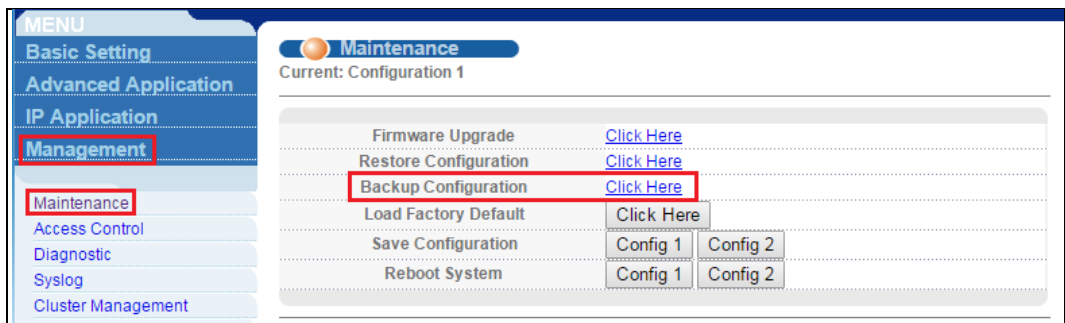 MENU
Basic Setting
Advanced Application
IP Application
Management
Maintenance
Access Control
Diagnostic
Syslog
Cluster Management
Maintenance
Current: Configuration 1
Firmware Upgrade Click Here
Restore Configuration Click Here
Backup Configuration Click Here
Load Factory Default Click Here
Save Configuration Config 1 Config 2
Reboot System Config 1 Config 2